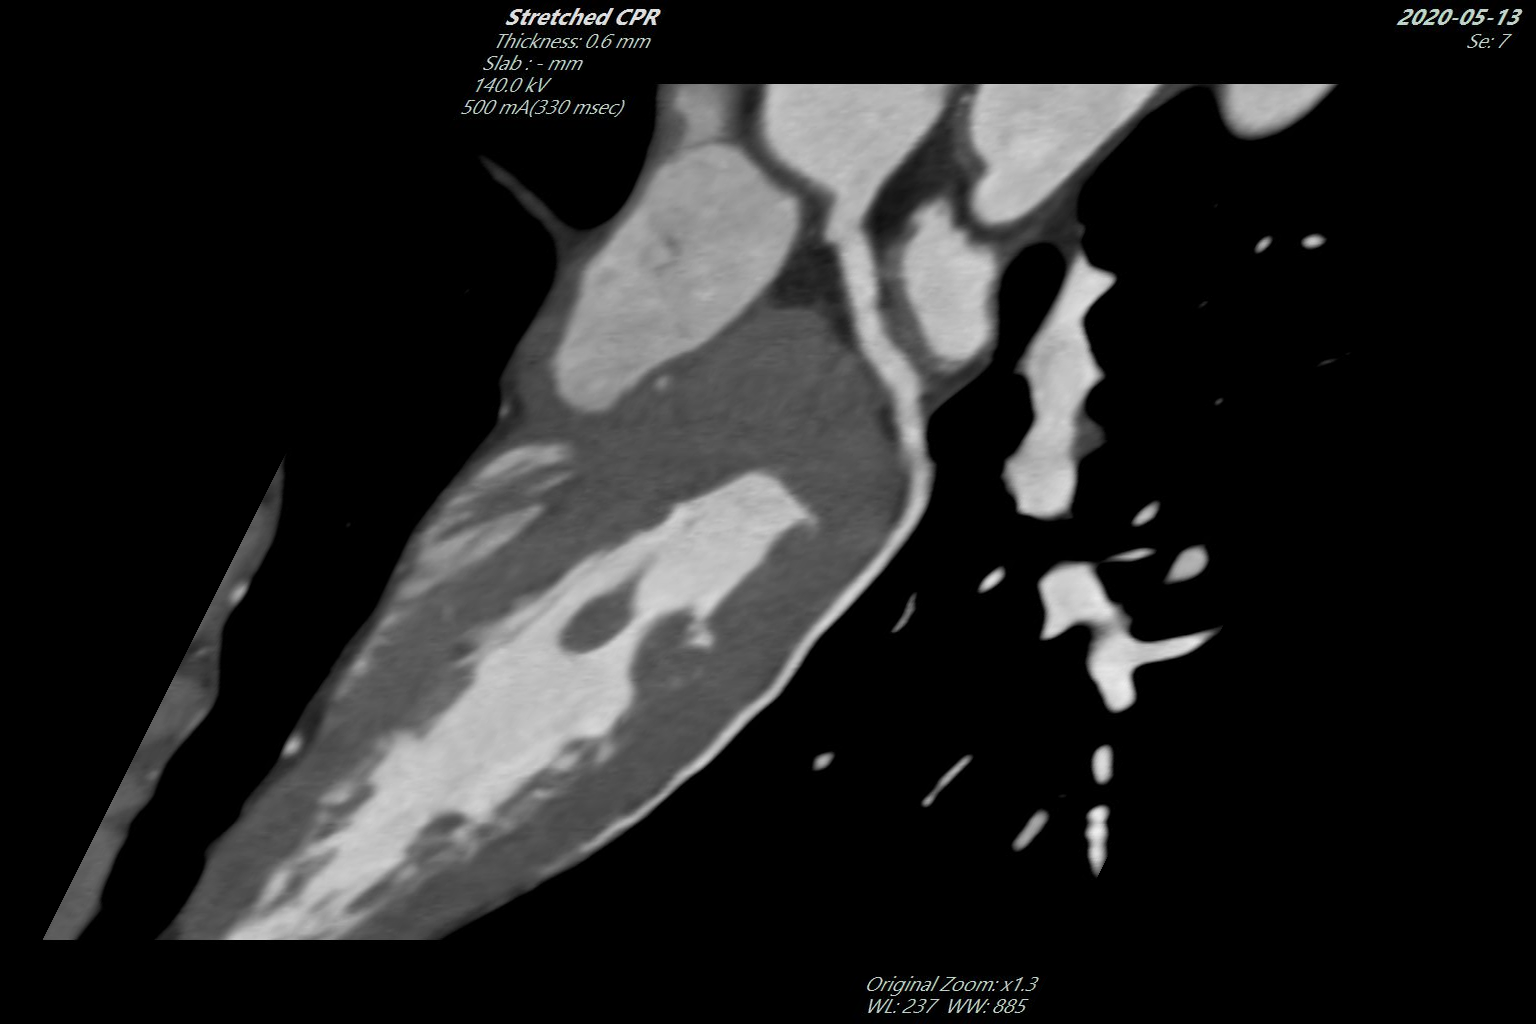 Stretched CPR
Thickness: 0.6 mm
Slab : - mm
140.0 kV
500 mA(330 msec)
2020-05-13
Se: 7
Original Zoom: x1.3
WL: 237 WW: 885